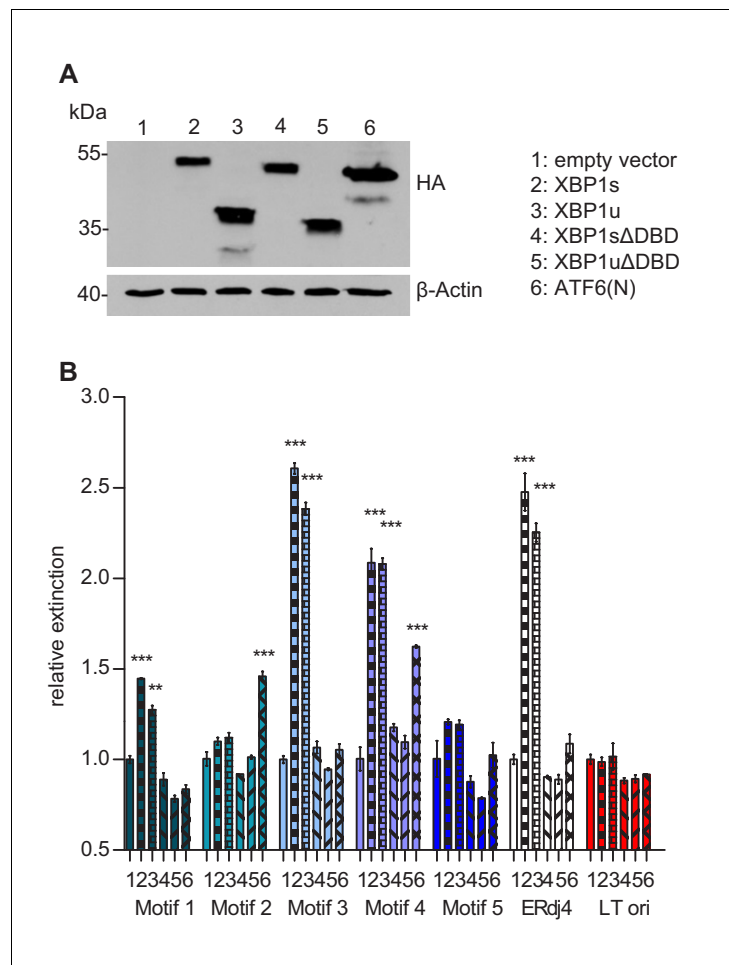 A
kDa
1 2 3 4 5 6
55
35
HA
40
β-Actin
1: empty vector
2: XBP1s
3: XBP1u
4: XBP1sΔDBD
5: XBP1uΔDBD
6: ATF6(N)
B
relative extinction
3.0
2.5
2.0
1.5
1.0
0.5
*** **
***
*** ***
*** *** ***
*** ***
123456 123456 123456 123456 123456 123456 123456
Motif 1 Motif 2 Motif 3 Motif 4 Motif 5 ERdj4 LT ori